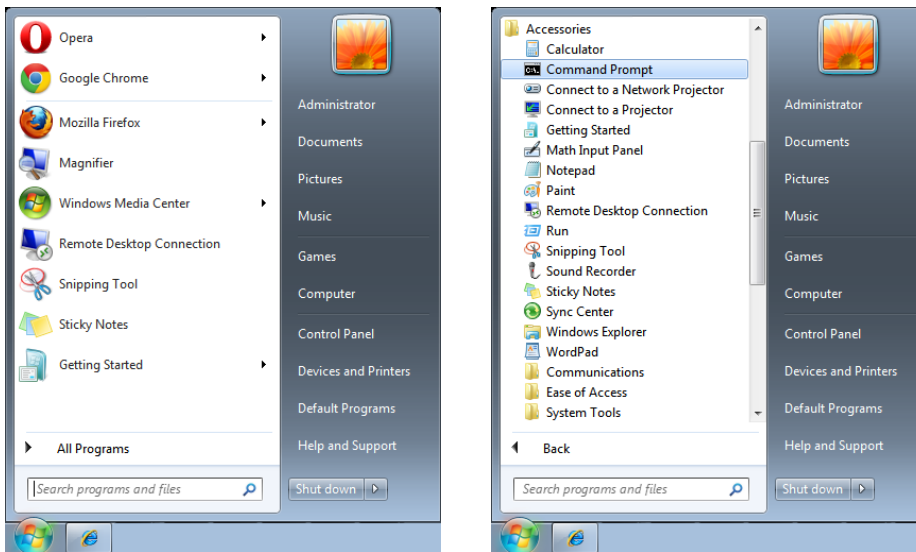 Opera
Google Chrome
Mozilla Firefox
Magnifier
Windows Media Center
Remote Desktop Connection
Snipping Tool
Sticky Notes
Getting Started
All Programs
Search programs and files
Administrator
Documents
Pictures
Music
Games
Computer
Control Panel
Devices and Printers
Default Programs
Help and Support
Shut down
Accessories
Calculator
Command Prompt
Connect to a Network Projector
Connect to a Projector
Getting Started
Math Input Panel
Notepad
Paint
Remote Desktop Connection
Run
Snipping Tool
Sound Recorder
Sticky Notes
Sync Center
Windows Explorer
WordPad
Communications
Ease of Access
System Tools
Back
Search programs and files
Administrator
Documents
Pictures
Music
Games
Computer
Control Panel
Devices and Printers
Default Programs
Help and Support
Shut down